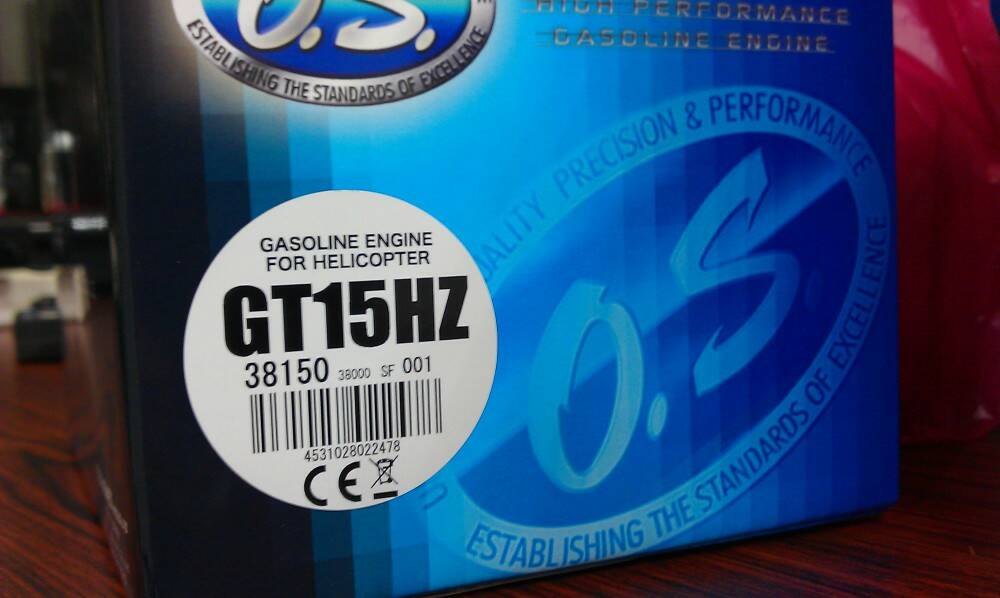 O.S.
ESTABLISHING THE STANDARDS OF EXCELLENCE
HIGH PERFORMANCE
GASOLINE ENGINE
GASOLINE ENGINE
FOR HELICOPTER
GT15HZ
38150 38000 SF 001
4531028022478
CE
PRECISION & PERFORMANCE
O.S
ESTABLISHING THE STANDARDS OF EXCELLENCE